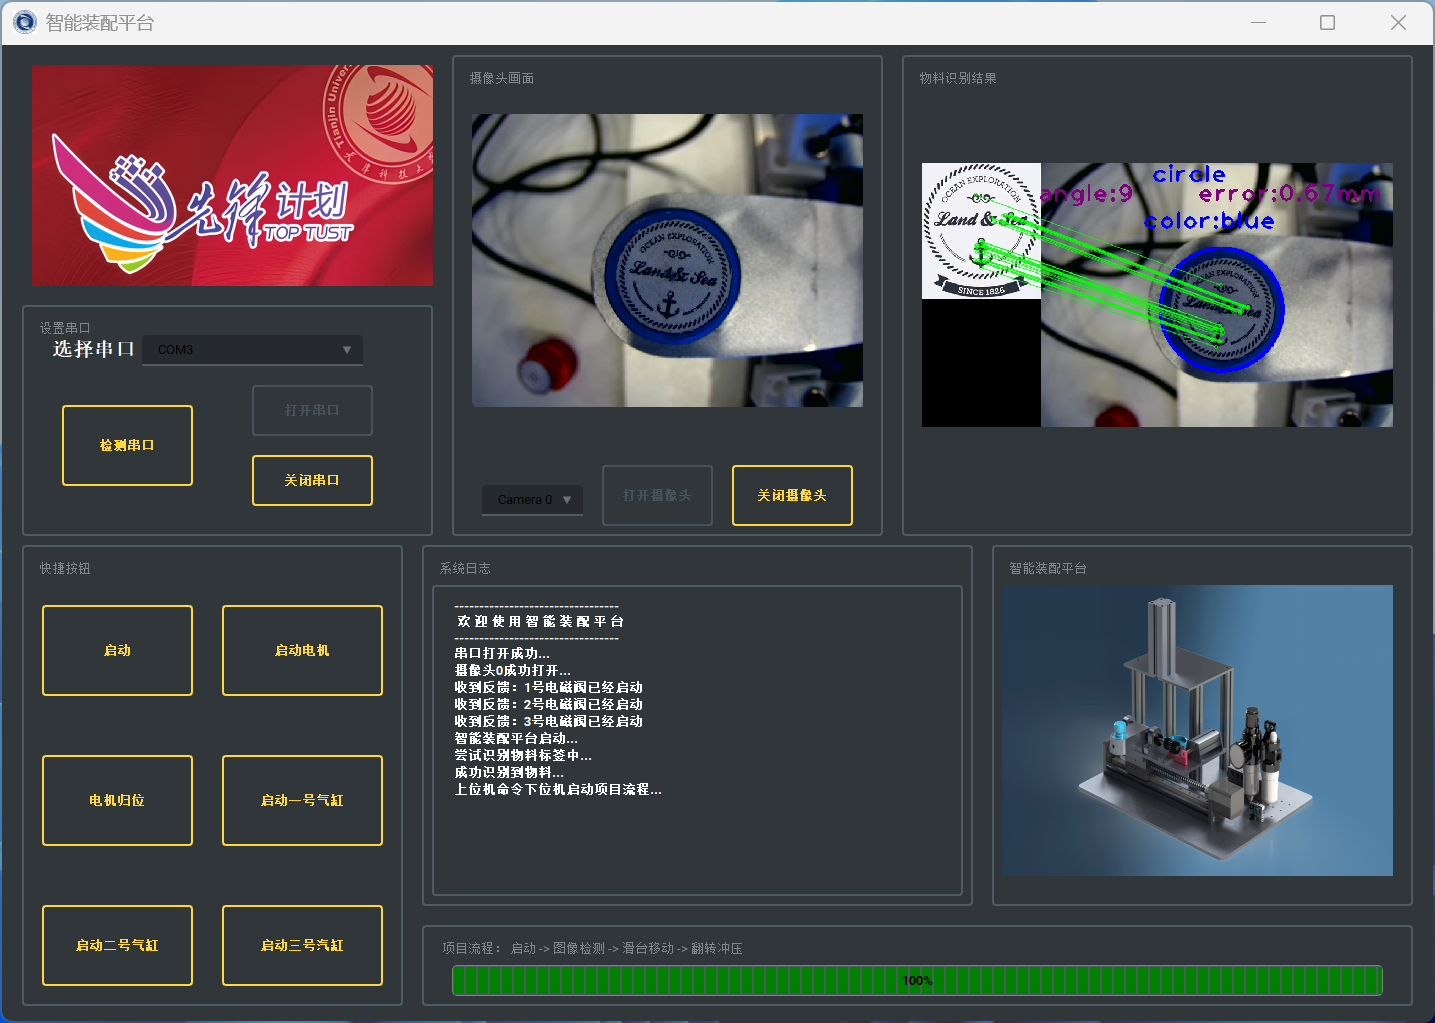 智能装配平台
Tianjin Univer
天津科技大
先锋计划
TOP TUST
设置串口
选择串口
COM3
检测串口
打开串口
关闭串口
摄像头画面
OCEAN EXPLORATION
Land & Sea
Camera 0
打开摄像头
关闭摄像头
物料识别结果
OCEAN EXPLORATION
Land & Sea
SINCE 1826
circle
angle:9
error:0.67mm
color:blue
OCEAN EXPLORATION
快捷按钮
启动
启动电机
电机归位
启动一号气缸
启动二号气缸
启动三号汽缸
系统日志
---------------------------------
欢 迎 使 用 智 能 装 配 平 台
---------------------------------
串口打开成功...
摄像头0成功打开...
收到反馈：1号电磁阀已经启动
收到反馈：2号电磁阀已经启动
收到反馈：3号电磁阀已经启动
智能装配平台启动...
尝试识别物料标签中...
成功识别到物料...
上位机命令下位机启动项目流程...
智能装配平台
项目流程： 启动 -> 图像检测 -> 滑台移动 -> 翻转冲压
100%